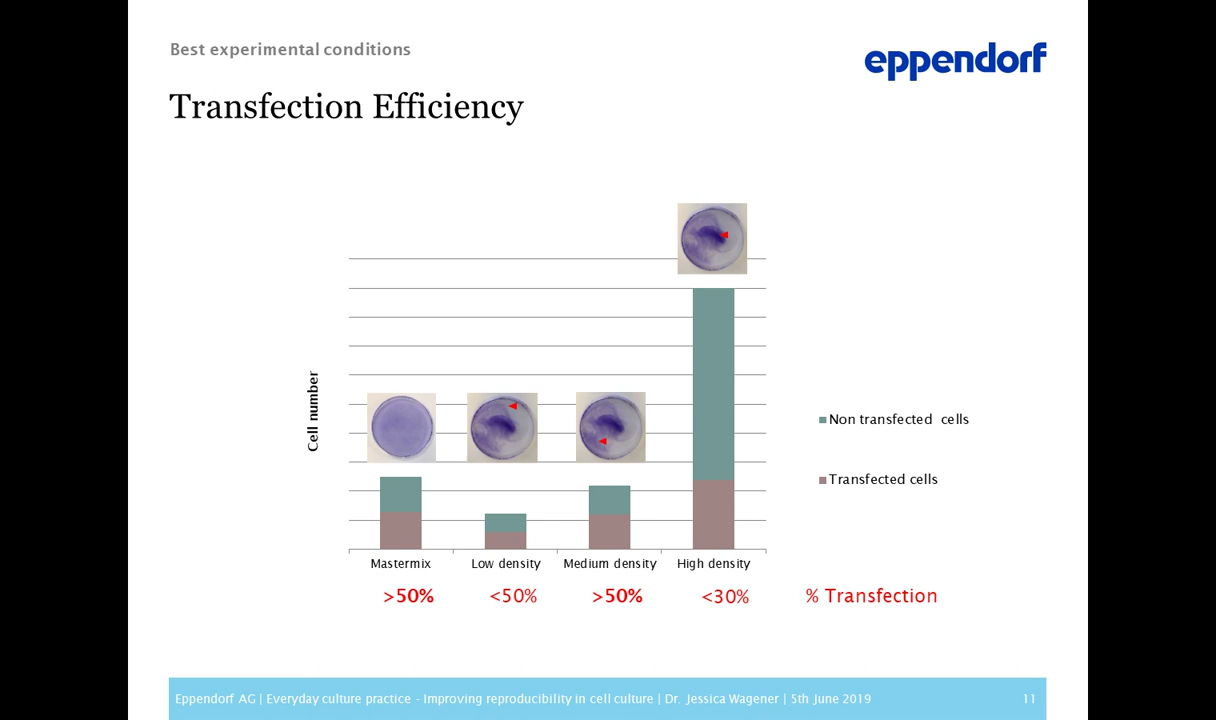 Best experimental conditions
eppendorf
Transfection Efficiency
Cell number
Non transfected cells
Transfected cells
Mastermix Low density Medium density High density
>50% <50% >50% <30% % Transfection
Eppendorf AG | Everyday culture practice - Improving reproducibility in cell culture | Dr. Jessica Wagener | 5th June 2019 11